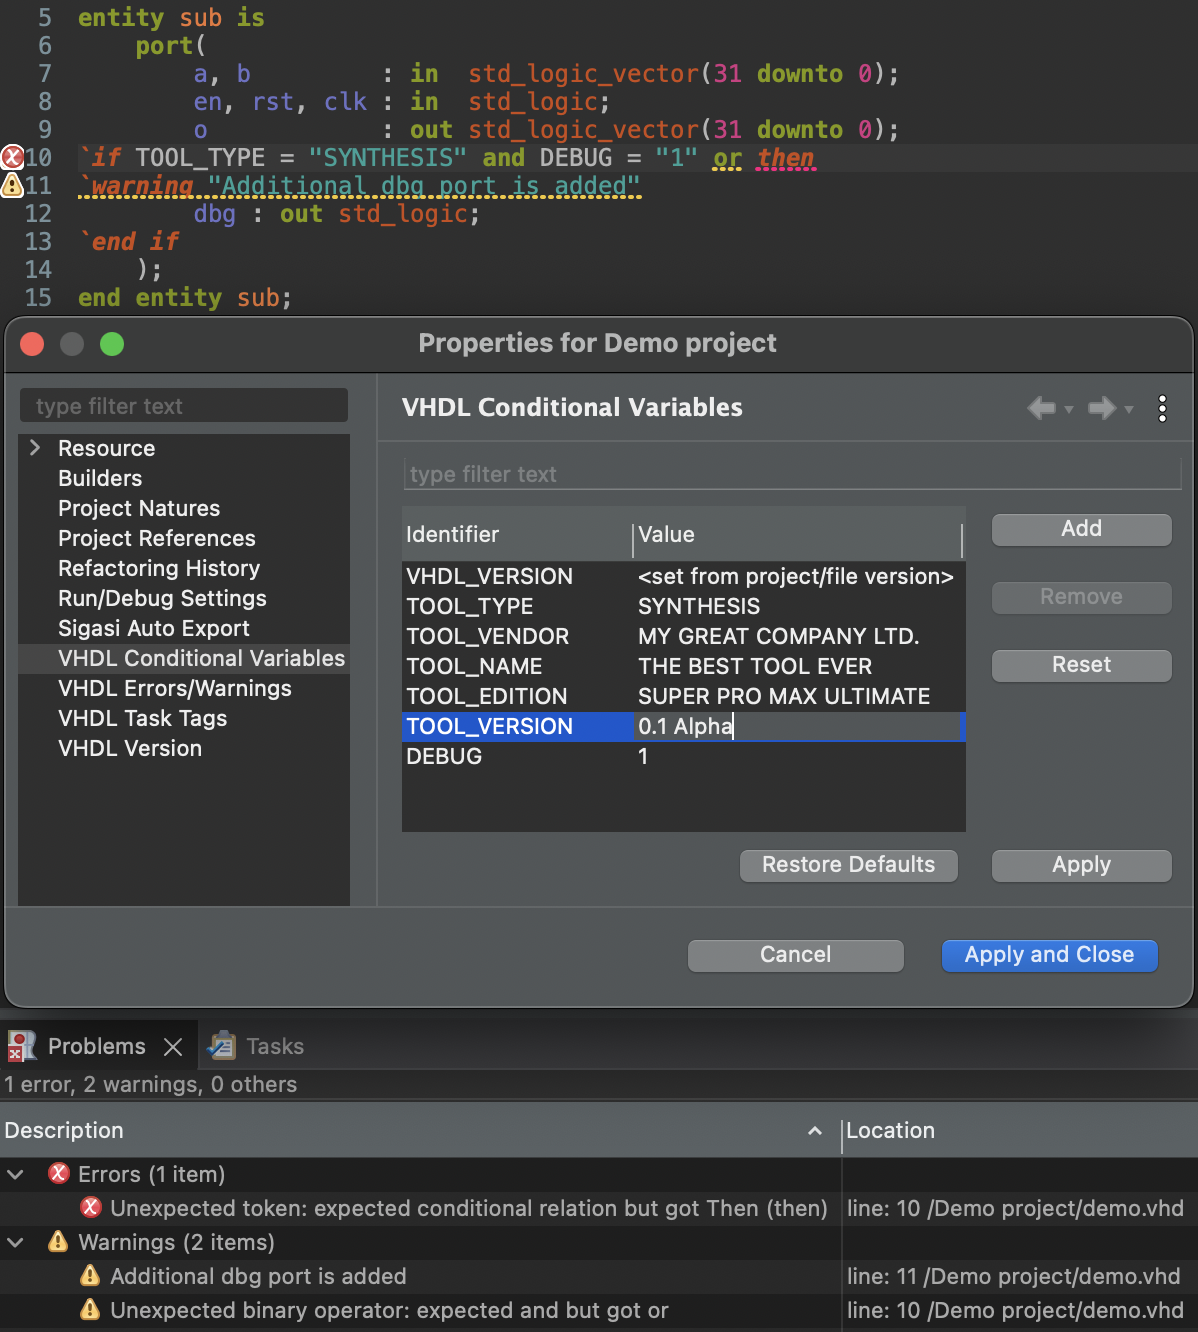 5 entity sub is
6 port(
7 a, b : in std_logic_vector(31 downto 0);
8 en, rst, clk : in std_logic;
9 o : out std_logic_vector(31 downto 0);
10 `if TOOL_TYPE = "SYNTHESIS" and DEBUG = "1" or then
11 `warning "Additional dbg port is added"
12 dbg : out std_logic;
13 `end if
14 );
15 end entity sub;
Properties for Demo project
type filter text
Resource
Builders
Project Natures
Project References
Refactoring History
Run/Debug Settings
Sigasi Auto Export
VHDL Conditional Variables
VHDL Errors/Warnings
VHDL Task Tags
VHDL Version
VHDL Conditional Variables
type filter text
Identifier Value
VHDL_VERSION <set from project/file version>
TOOL_TYPE SYNTHESIS
TOOL_VENDOR MY GREAT COMPANY LTD.
TOOL_NAME THE BEST TOOL EVER
TOOL_EDITION SUPER PRO MAX ULTIMATE
TOOL_VERSION 0.1 Alpha
DEBUG 1
Add
Remove
Reset
Restore Defaults Apply
Cancel Apply and Close
Problems Tasks
1 error, 2 warnings, 0 others
Description Location
Errors (1 item)
Unexpected token: expected conditional relation but got Then (then) line: 10 /Demo project/demo.vhd
Warnings (2 items)
Additional dbg port is added line: 11 /Demo project/demo.vhd
Unexpected binary operator: expected and but got or line: 10 /Demo project/demo.vhd